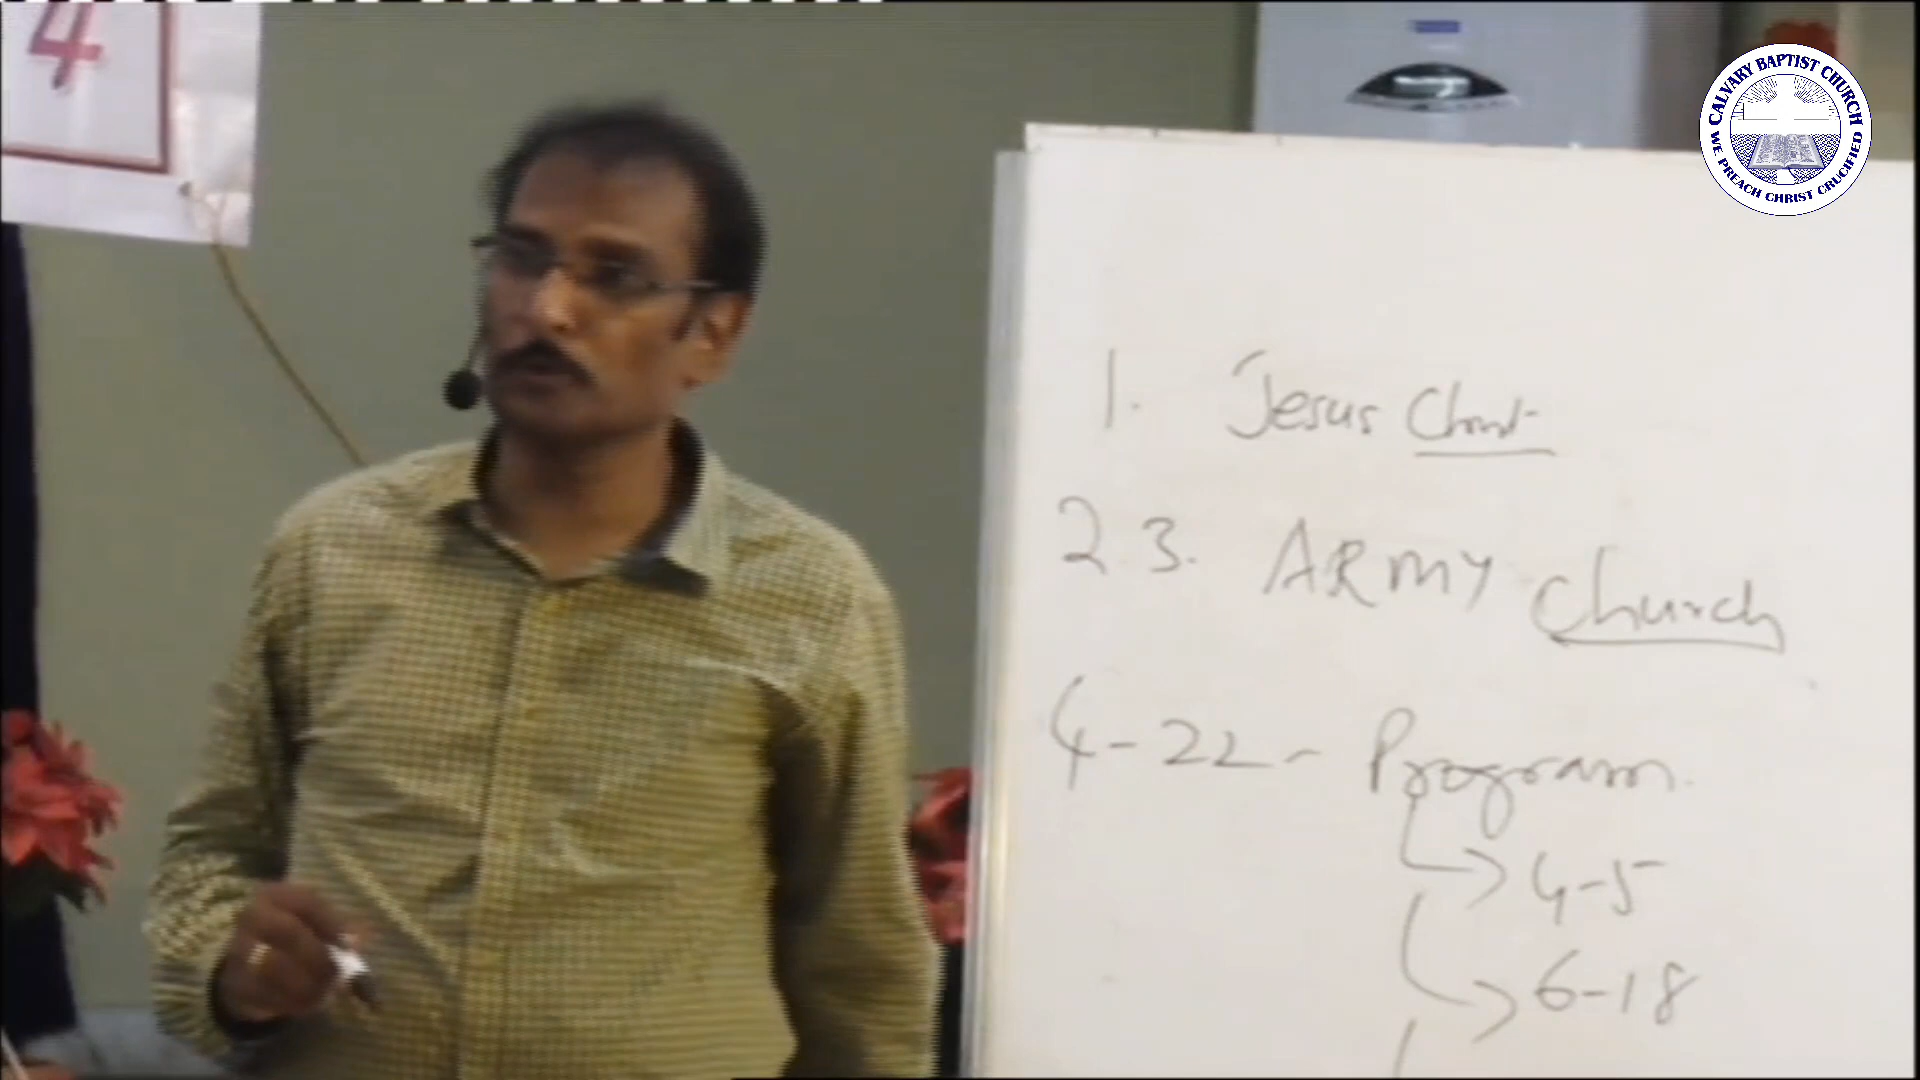 4
CALVARY BAPTIST CHURCH
WE PREACH CHRIST CRUCIFIED
1. Jesus Christ
2.3. ARMY Church
4-22- Program.
4-5
6-18